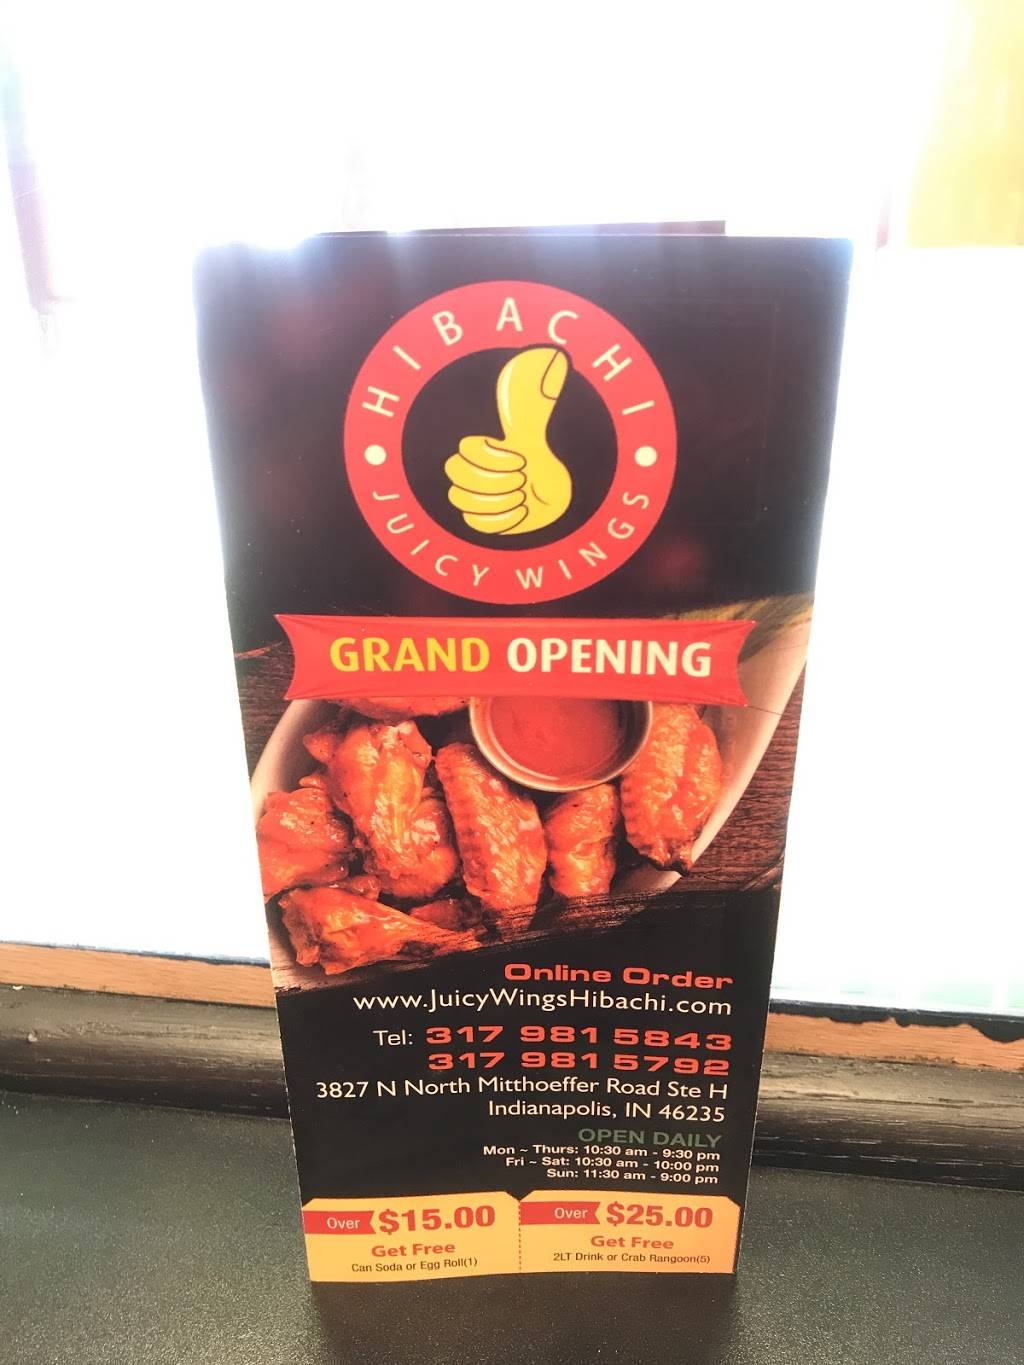 HIBACHI
JUICY WINGS
GRAND OPENING
Online Order
www.JuicyWingsHibachi.com
Tel: 317 981 5843
317 981 5792
3827 N North Mitthoeffer Road Ste H
Indianapolis, IN 46235
OPEN DAILY
Mon ~ Thurs: 10:30 am - 9:30 pm
Fri ~ Sat: 10:30 am - 10:00 pm
Sun: 11:30 am - 9:00 pm
Over $15.00
Get Free
Can Soda or Egg Roll(1)
Over $25.00
Get Free
2LT Drink or Crab Rangoon(5)